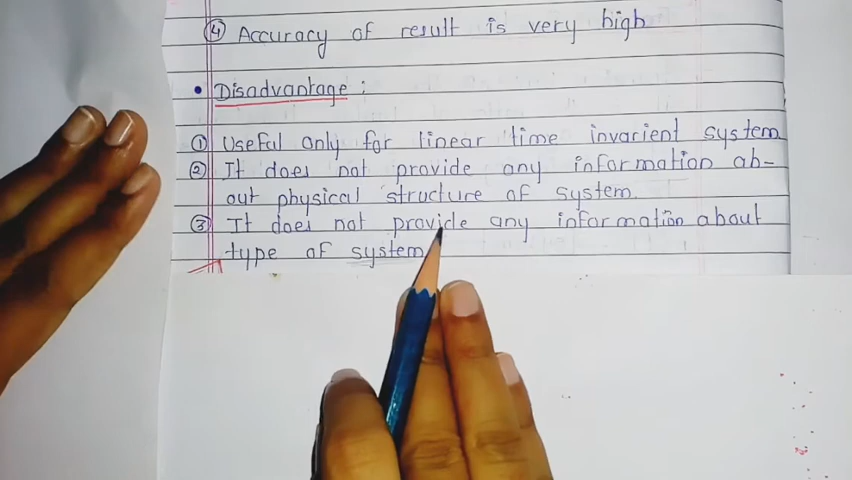 ④ Accuracy of result is very high
• Disadvantage :
① Useful only for linear time invarient system
② It does not provide any information ab-
out physical structure of system.
③ It does not provide any information about
type of system